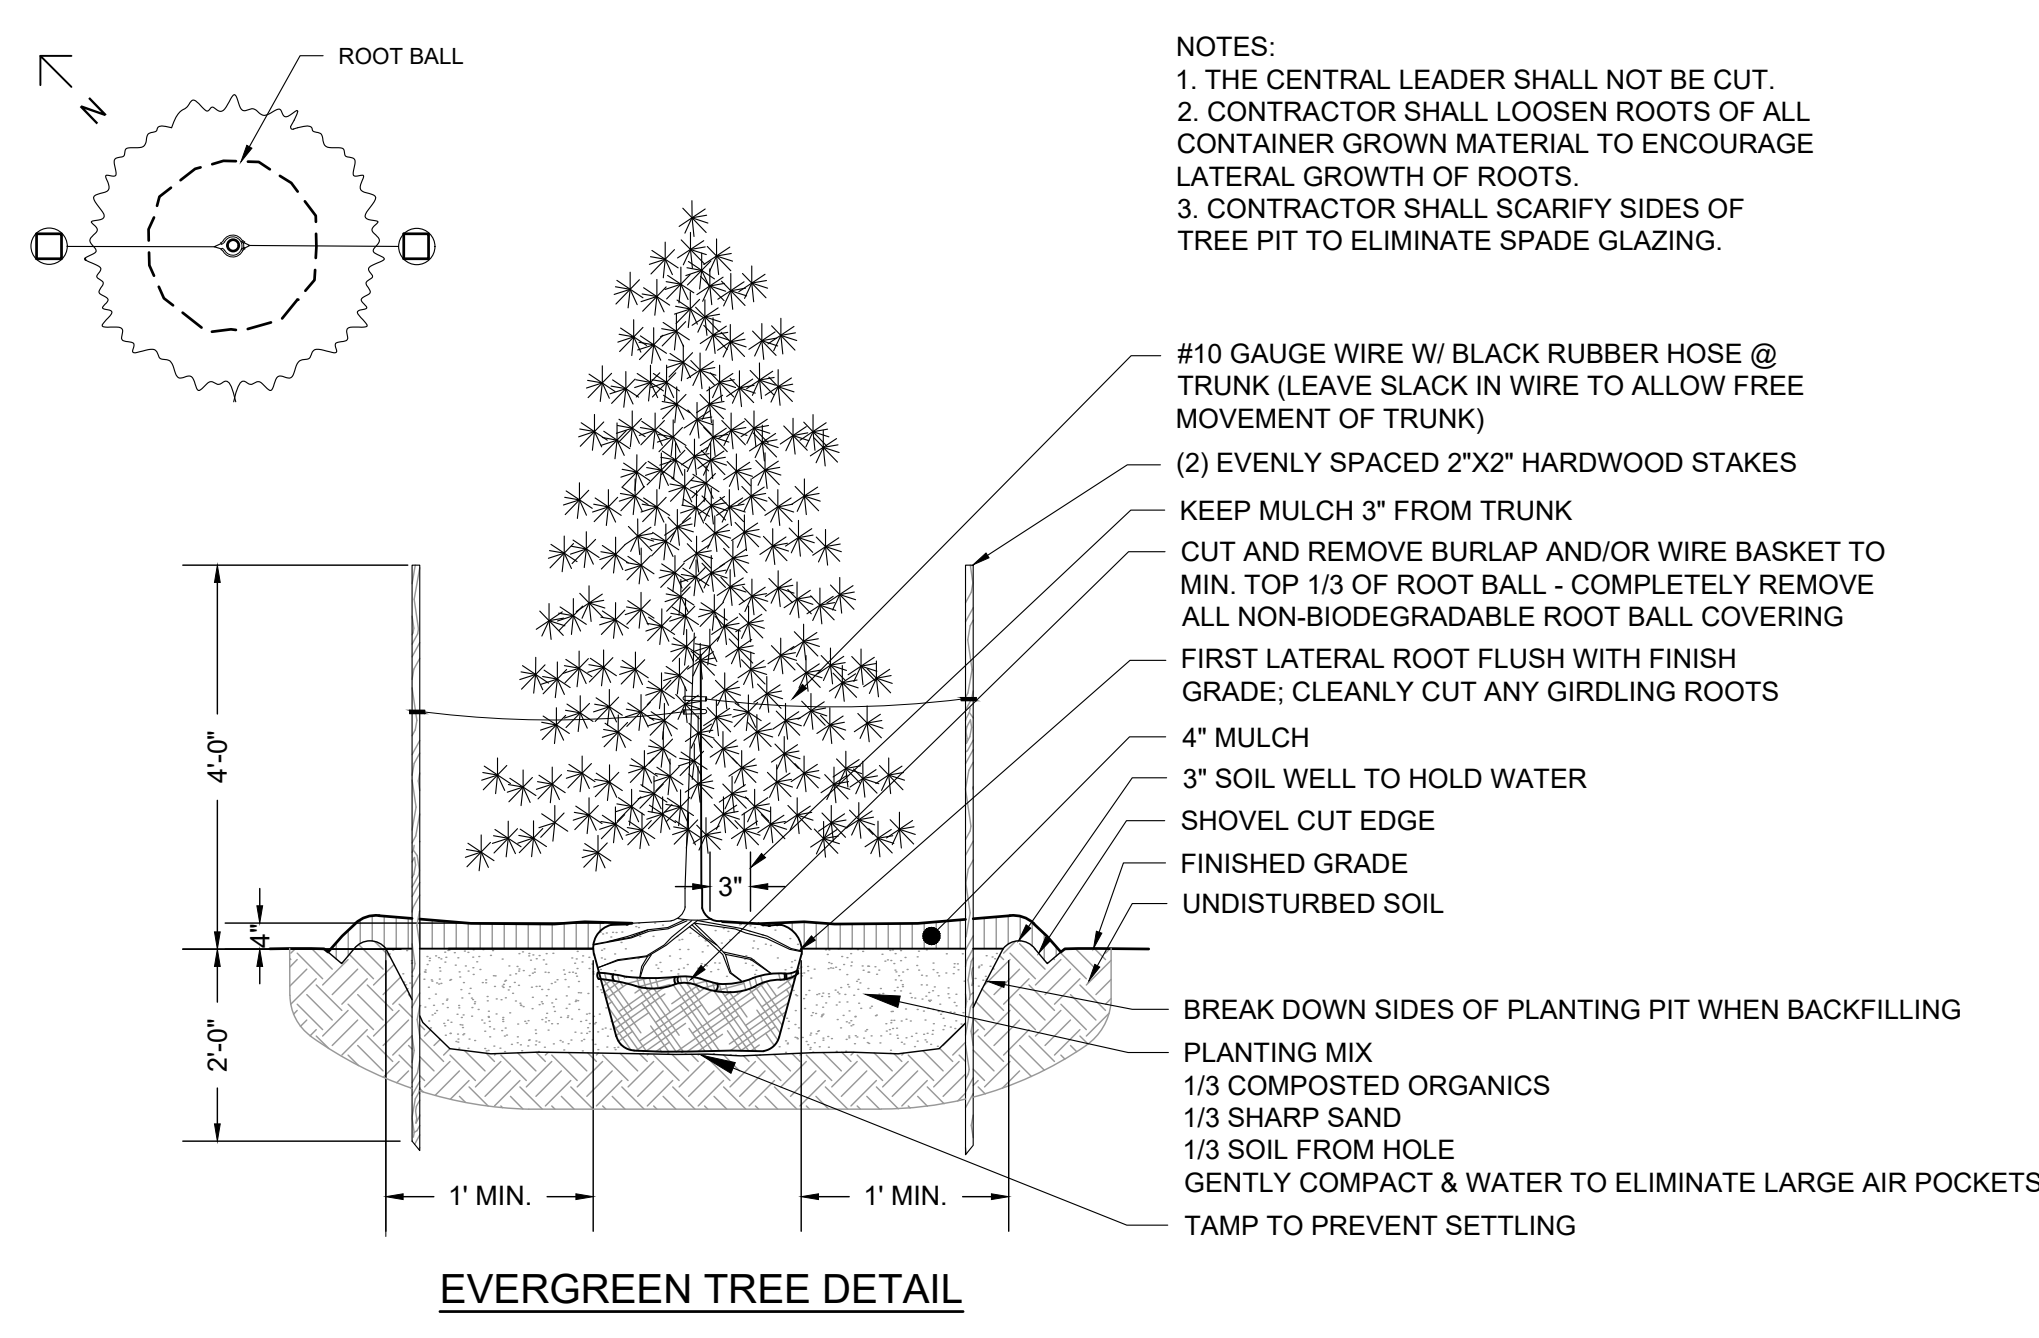 ROOT BALL
N
NOTES:
1. THE CENTRAL LEADER SHALL NOT BE CUT.
2. CONTRACTOR SHALL LOOSEN ROOTS OF ALL
CONTAINER GROWN MATERIAL TO ENCOURAGE
LATERAL GROWTH OF ROOTS.
3. CONTRACTOR SHALL SCARIFY SIDES OF
TREE PIT TO ELIMINATE SPADE GLAZING.
#10 GAUGE WIRE W/ BLACK RUBBER HOSE @
TRUNK (LEAVE SLACK IN WIRE TO ALLOW FREE
MOVEMENT OF TRUNK)
(2) EVENLY SPACED 2"X2" HARDWOOD STAKES
KEEP MULCH 3" FROM TRUNK
CUT AND REMOVE BURLAP AND/OR WIRE BASKET TO
MIN. TOP 1/3 OF ROOT BALL - COMPLETELY REMOVE
ALL NON-BIODEGRADABLE ROOT BALL COVERING
FIRST LATERAL ROOT FLUSH WITH FINISH
GRADE; CLEANLY CUT ANY GIRDLING ROOTS
4" MULCH
3" SOIL WELL TO HOLD WATER
SHOVEL CUT EDGE
FINISHED GRADE
UNDISTURBED SOIL
BREAK DOWN SIDES OF PLANTING PIT WHEN BACKFILLING
PLANTING MIX
1/3 COMPOSTED ORGANICS
1/3 SHARP SAND
1/3 SOIL FROM HOLE
GENTLY COMPACT & WATER TO ELIMINATE LARGE AIR POCKETS
TAMP TO PREVENT SETTLING
4'-0"
3"
4"
2'-0"
1' MIN.
1' MIN.
EVERGREEN TREE DETAIL